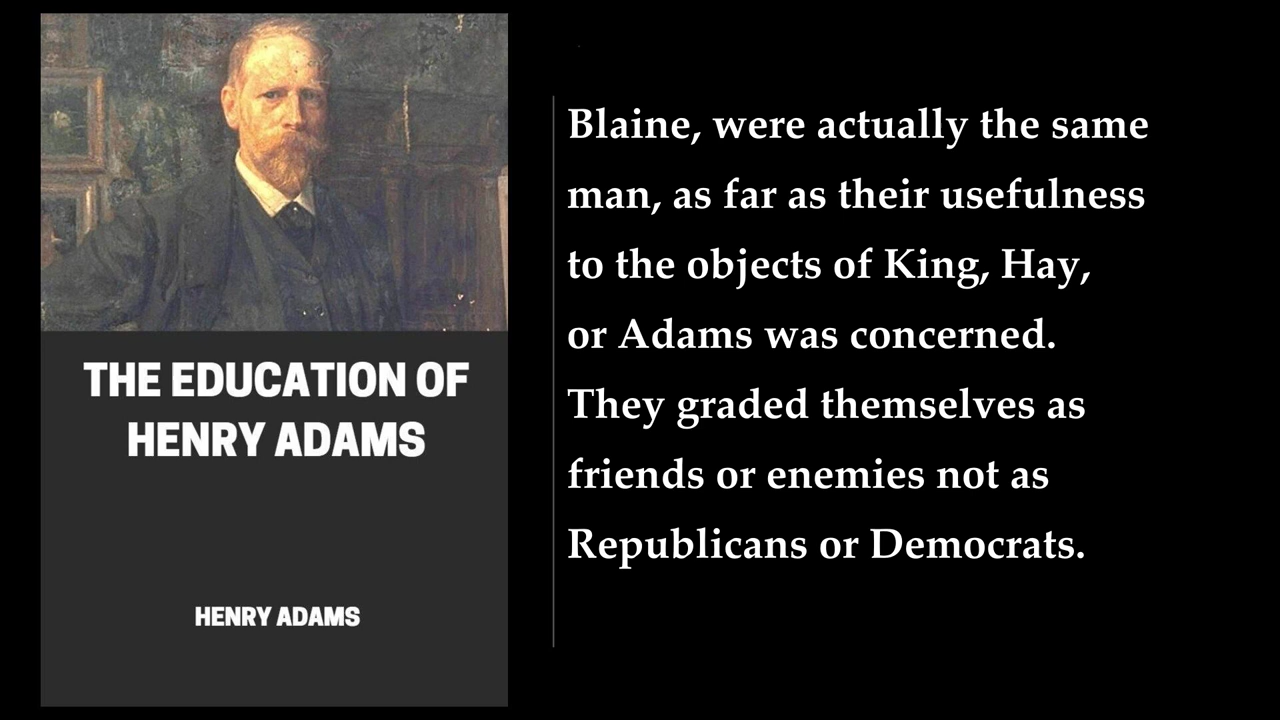 THE EDUCATION OF
HENRY ADAMS
HENRY ADAMS
Blaine, were actually the same
man, as far as their usefulness
to the objects of King, Hay,
or Adams was concerned.
They graded themselves as
friends or enemies not as
Republicans or Democrats.